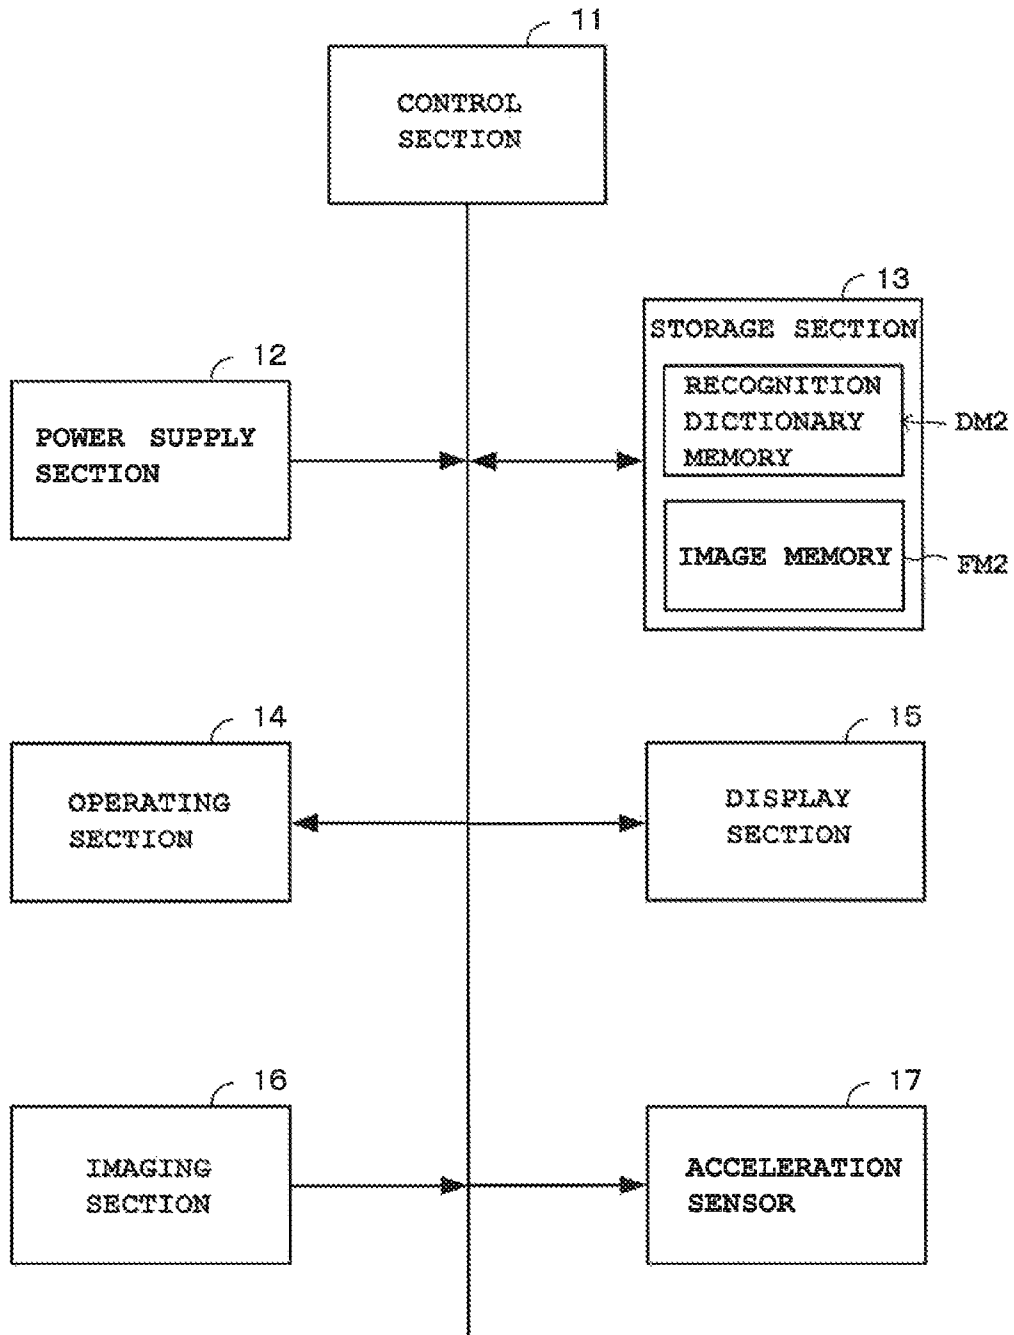 11
CONTROL
SECTION
13
STORAGE SECTION
12
RECOGNITION
DICTIONARY
MEMORY
DM2
POWER SUPPLY
SECTION
IMAGE MEMORY
FM2
14
OPERATING
SECTION
15
DISPLAY
SECTION
16
IMAGING
SECTION
17
ACCELERATION
SENSOR